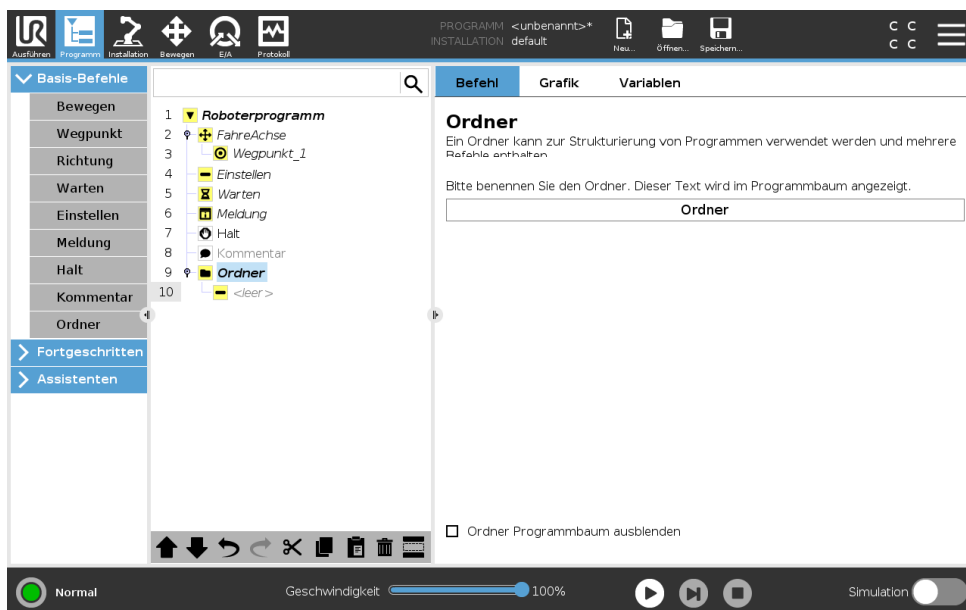 PROGRAMM <unbenannt>*
INSTALLATION default
Ausführen Programm Installation Bewegen E/A Protokoll
Neu... Öffnen... Speichern...
C C
C C
Basis-Befehle
Bewegen
Wegpunkt
Richtung
Warten
Einstellen
Meldung
Halt
Kommentar
Ordner
Fortgeschritten
Assistenten
1 Roboterprogramm
2 FahreAchse
3 Wegpunkt_1
4 Einstellen
5 Warten
6 Meldung
7 Halt
8 Kommentar
9 Ordner
10 <leer>
Befehl Grafik Variablen
Ordner
Ein Ordner kann zur Strukturierung von Programmen verwendet werden und mehrere
Befehle enthalten
Bitte benennen Sie den Ordner. Dieser Text wird im Programmbaum angezeigt.
Ordner
Ordner Programmbaum ausblenden
Normal
Geschwindigkeit 100%
Simulation